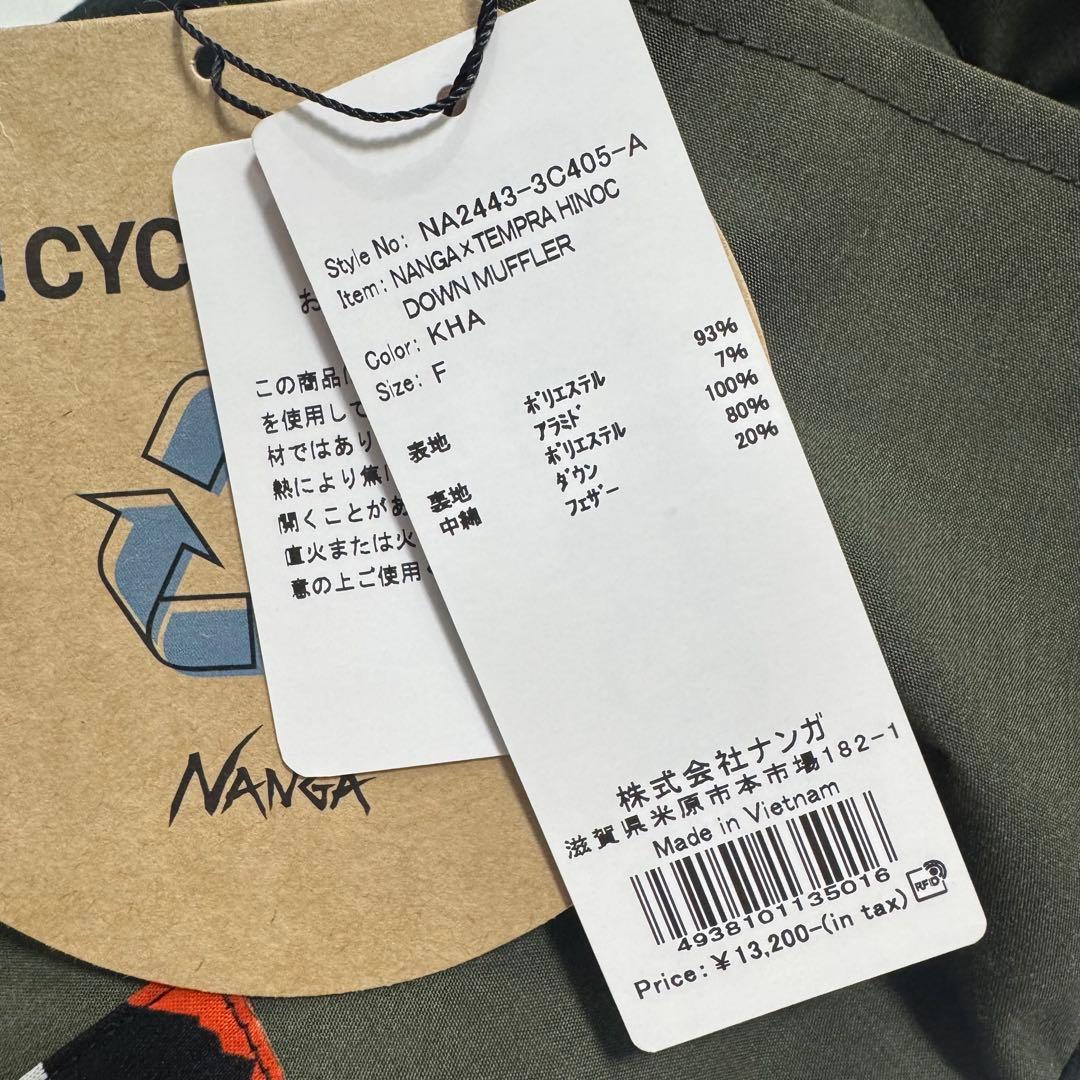 CYC
NANGA
お
この商品に
を使用して
材ではあり
熱により焦げ
開くことがあ
直火または火
意の上ご使用く
Style No: NA2443-3C405-A
Item: NANGA×TEMPRA HINOC
DOWN MUFFLER
Color: KHA
Size: F
表地 ポリエステル 93%
アラミド 7%
裏地 ポリエステル 100%
中綿 ダウン 80%
フェザー 20%
株式会社ナンガ
滋賀県米原市本市場182-1
Made in Vietnam
4938101135016
RFID
Price: ¥13,200-(in tax)